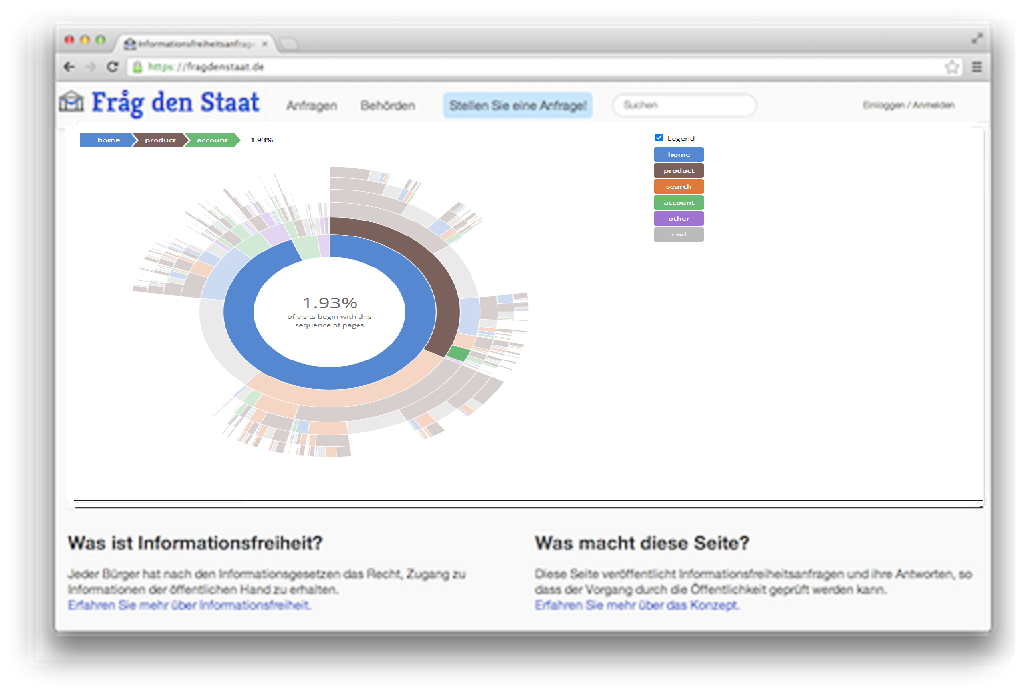 Informationsfreiheitsanfrag
https://fragdenstaat.de
Fråg den Staat
Anfragen
Behörden
Stellen Sie eine Anfrage!
Suchen
Einloggen / Anmelden
home
product
account
1.93%
Legend
home
product
search
account
other
end
1.93%
of visits begin with this
sequence of pages
Was ist Informationsfreiheit?
Jeder Bürger hat nach den Informationsgesetzen das Recht, Zugang zu
Informationen der öffentlichen Hand zu erhalten.
Erfahren Sie mehr über Informationsfreiheit.
Was macht diese Seite?
Diese Seite veröffentlicht Informationsfreiheitsanfragen und ihre Antworten, so
dass der Vorgang durch die Öffentlichkeit geprüft werden kann.
Erfahren Sie mehr über das Konzept.